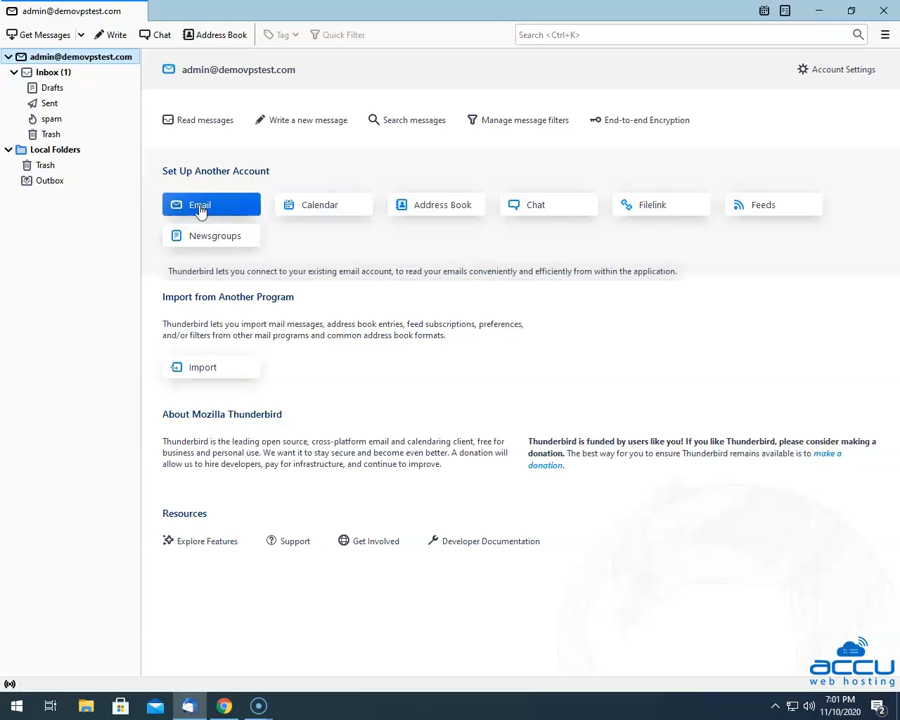 admin@demovpstest.com
Get Messages Write Chat Address Book Tag Quick Filter Search <Ctrl+K>
admin@demovpstest.com
Inbox (1)
Drafts
Sent
spam
Trash
Local Folders
Trash
Outbox
admin@demovpstest.com Account Settings
Read messages Write a new message Search messages Manage message filters End-to-end Encryption
Set Up Another Account
Email Calendar Address Book Chat Filelink Feeds
Newsgroups
Thunderbird lets you connect to your existing email account, to read your emails conveniently and efficiently from within the application.
Import from Another Program
Thunderbird lets you import mail messages, address book entries, feed subscriptions, preferences,
and/or filters from other mail programs and common address book formats.
Import
About Mozilla Thunderbird
Thunderbird is the leading open source, cross-platform email and calendaring client, free for
business and personal use. We want it to stay secure and become even better. A donation will
allow us to hire developers, pay for infrastructure, and continue to improve.
Thunderbird is funded by users like you! If you like Thunderbird, please consider making a
donation. The best way for you to ensure Thunderbird remains available is to make a
donation.
Resources
Explore Features Support Get Involved Developer Documentation
ACCU
web hosting
7:01 PM
11/10/2020
2